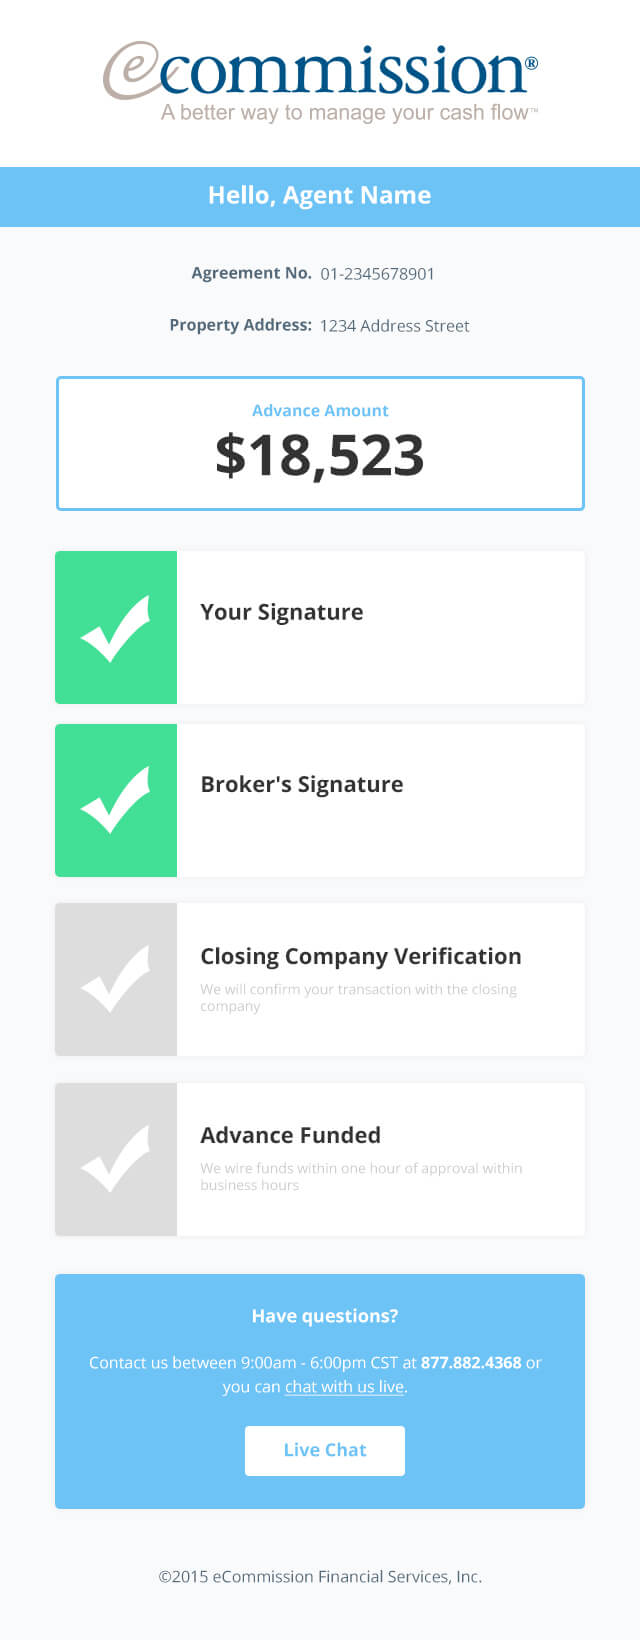 ecommission®
A better way to manage your cash flow™
Hello, Agent Name
Agreement No. 01-2345678901
Property Address: 1234 Address Street
Advance Amount
$18,523
Your Signature
Broker's Signature
Closing Company Verification
We will confirm your transaction with the closing
company
Advance Funded
We wire funds within one hour of approval within
business hours
Have questions?
Contact us between 9:00am - 6:00pm CST at 877.882.4368 or
you can chat with us live.
Live Chat
©2015 eCommission Financial Services, Inc.